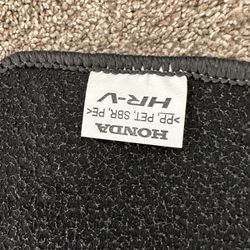 HONDA
HR-V
>PP, PET, SBR, PE<